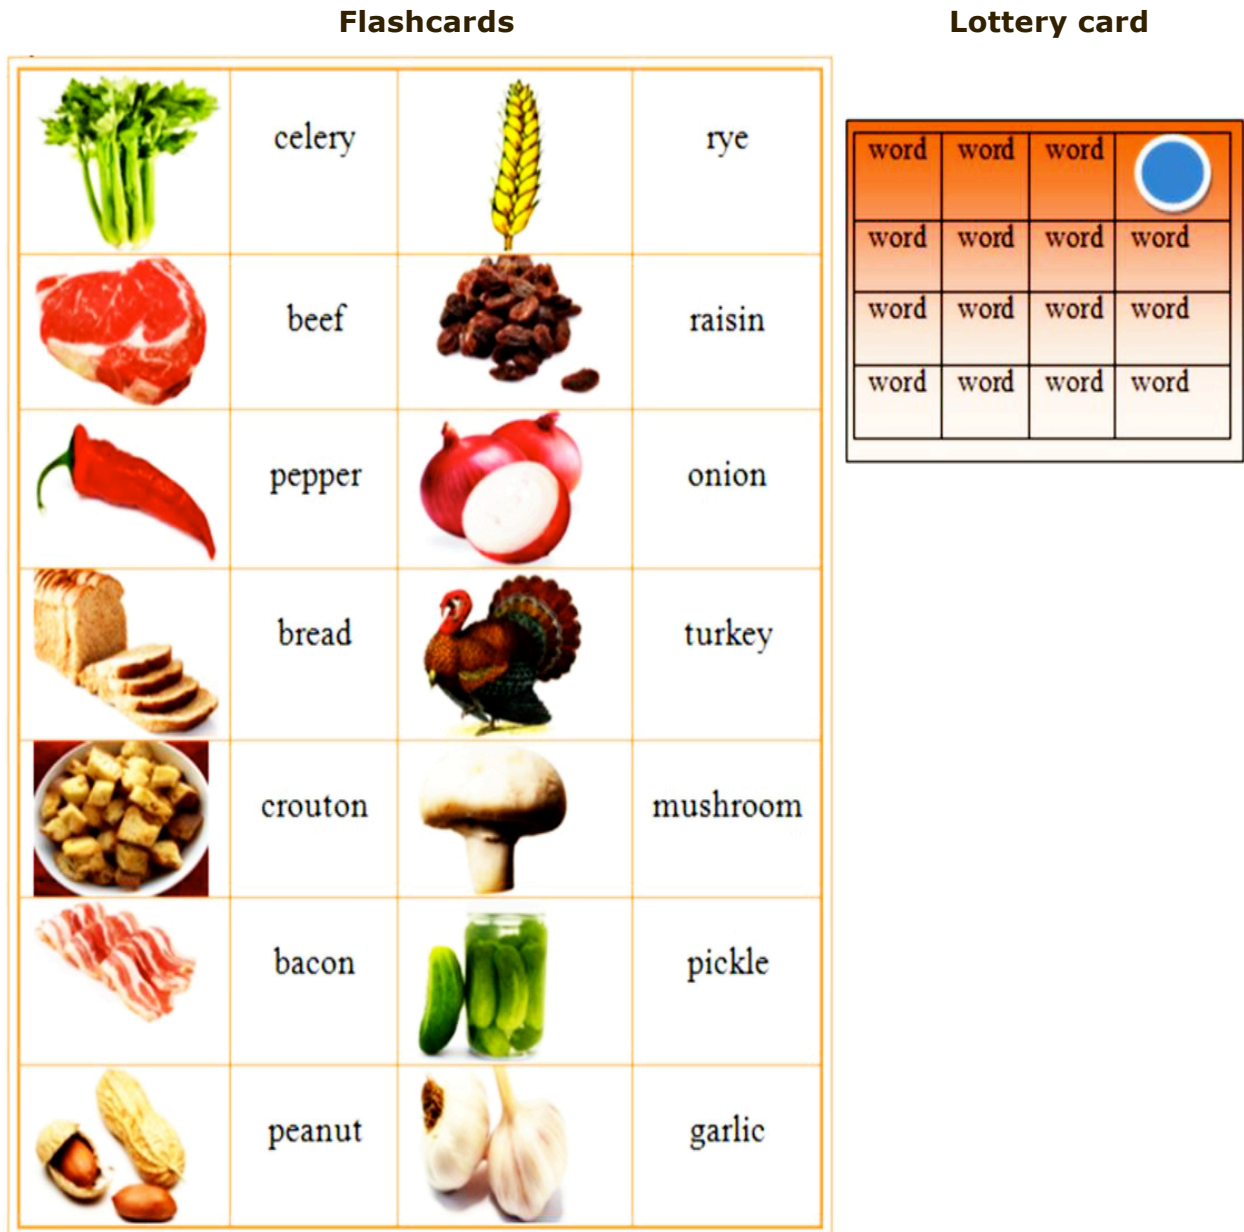 Flashcards
Lottery card
celery rye
beef raisin
pepper onion
bread turkey
crouton mushroom
bacon pickle
peanut garlic
word word word
word word word word
word word word word
word word word word